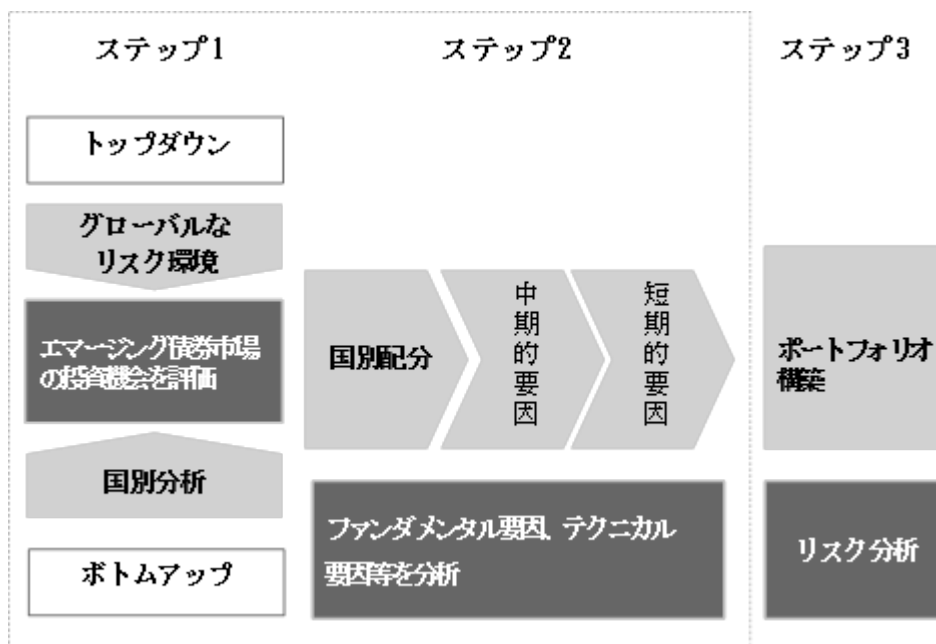 ステップ1
トップダウン
グローバルな
リスク環境
エマージング債券市場
の投資機会を評価
国別分析
ボトムアップ
ステップ2
国別配分
中期的要因
短期的要因
ファンダメンタル要因、テクニカル
要因等を分析
ステップ3
ポートフォリオ
構築
リスク分析